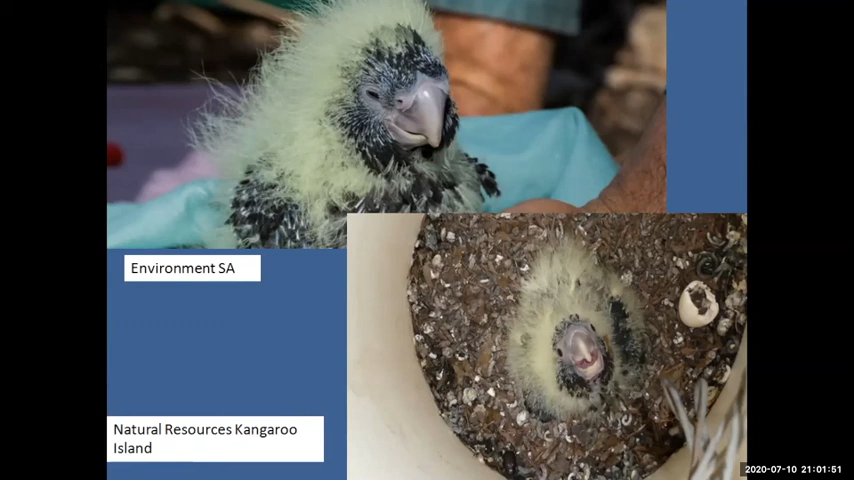 Environment SA
Natural Resources Kangaroo
Island
2020-07-10 21:01:51